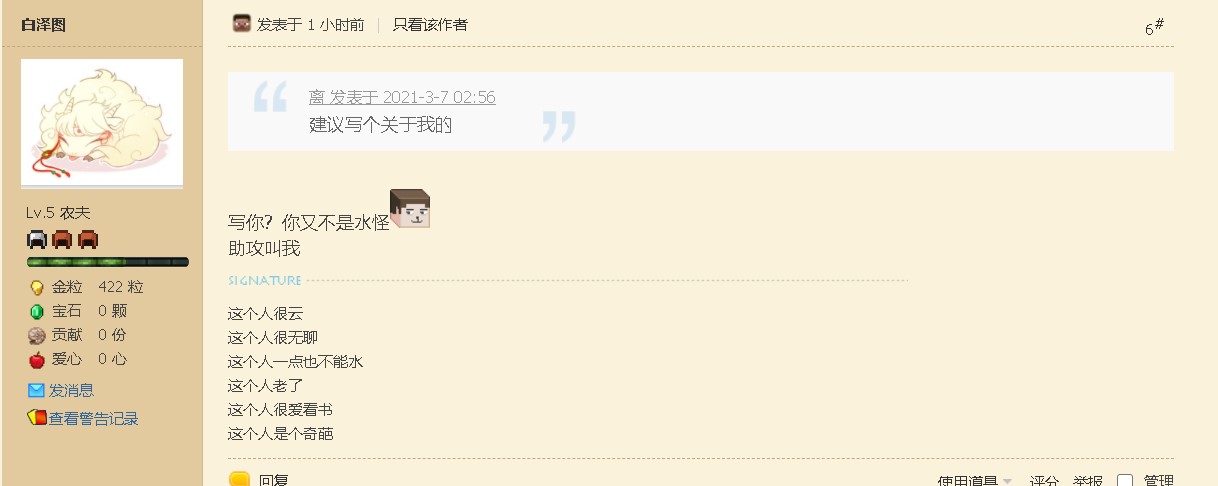 白泽图
发表于 1 小时前 | 只看该作者
6#
离 发表于 2021-3-7 02:56
建议写个关于我的
Lv.5 农夫
金粒 422 粒
宝石 0 颗
贡献 0 份
爱心 0 心
发消息
查看警告记录
写你？你又不是水怪
助攻叫我
SIGNATURE
这个人很云
这个人很无聊
这个人一点也不能水
这个人老了
这个人很爱看书
这个人是个奇葩
回复
使用道具 评分 举报 管理